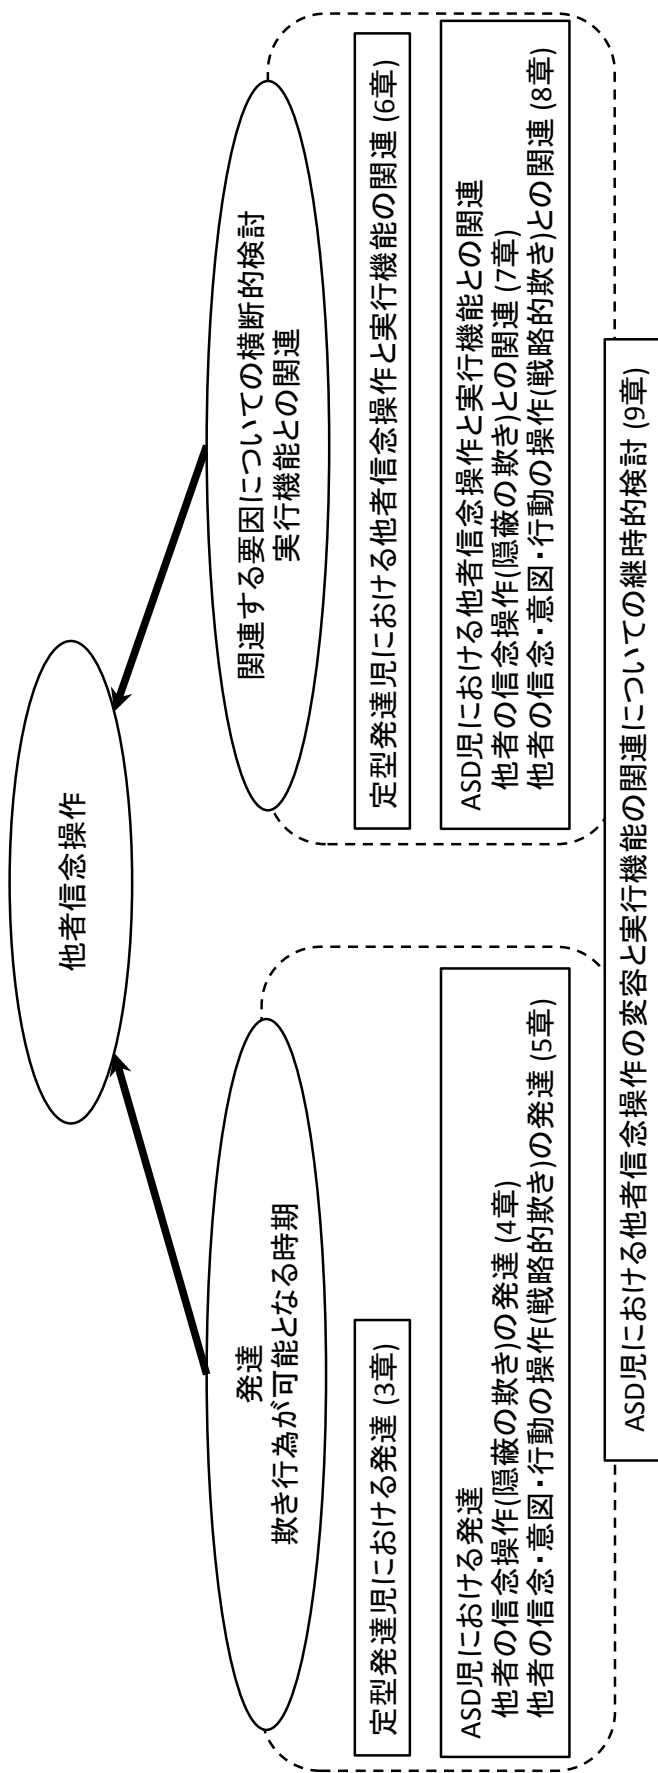 他者信念操作
発達
欺き行為が可能となる時期
定型発達児における発達 (3章)
ASD児における発達
他者の信念操作(隠蔽の欺き)の発達 (4章)
他者の信念・意図・行動の操作(戦略的欺き)の発達 (5章)
関連する要因についての横断的検討
実行機能との関連
定型発達児における他者信念操作と実行機能の関連 (6章)
ASD児における他者信念操作と実行機能との関連
他者の信念操作(隠蔽の欺き)との関連 (7章)
他者の信念・意図・行動の操作(戦略的欺き)との関連 (8章)
ASD児における他者信念操作の変容と実行機能の関連についての継時的検討 (9章)